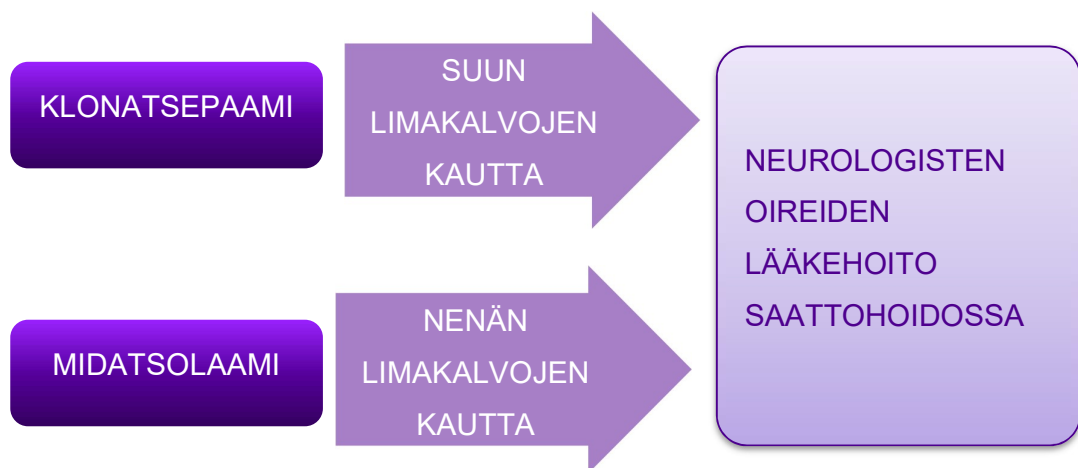 KLONATSEPAAMI
SUUN
LIMAKALVOJEN
KAUTTA
MIDATSOLAAMI
NENÄN
LIMAKALVOJEN
KAUTTA
NEUROLOGISTEN
OIREIDEN
LÄÄKEHOITO
SAATTOHOIDOSSA